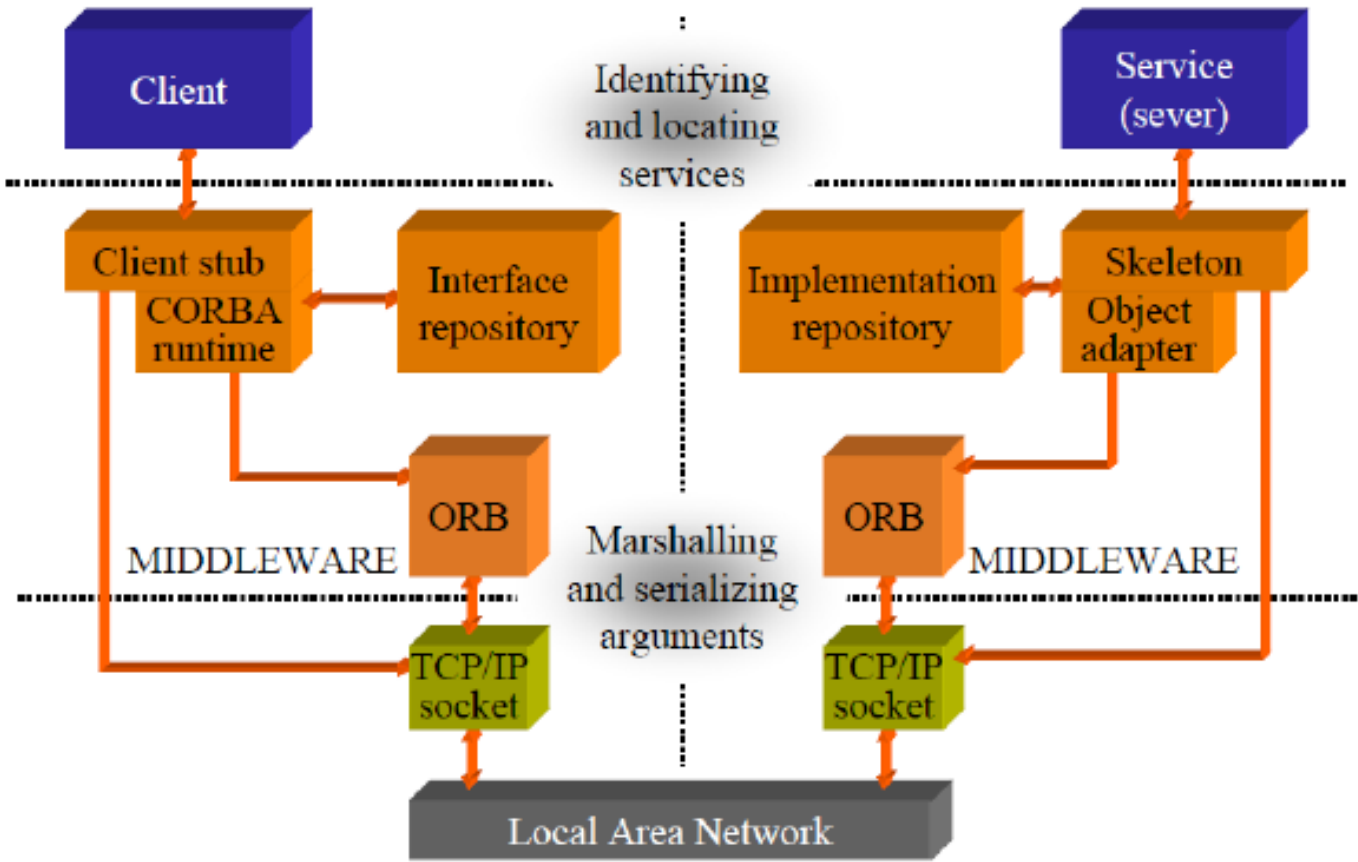 Client
Identifying
and locating
services
Service
(sever)
Client stub
CORBA
runtime
Interface
repository
Implementation
repository
Skeleton
Object
adapter
ORB
ORB
MIDDLEWARE
Marshalling
and serializing
arguments
MIDDLEWARE
TCP/IP
socket
TCP/IP
socket
Local Area Network